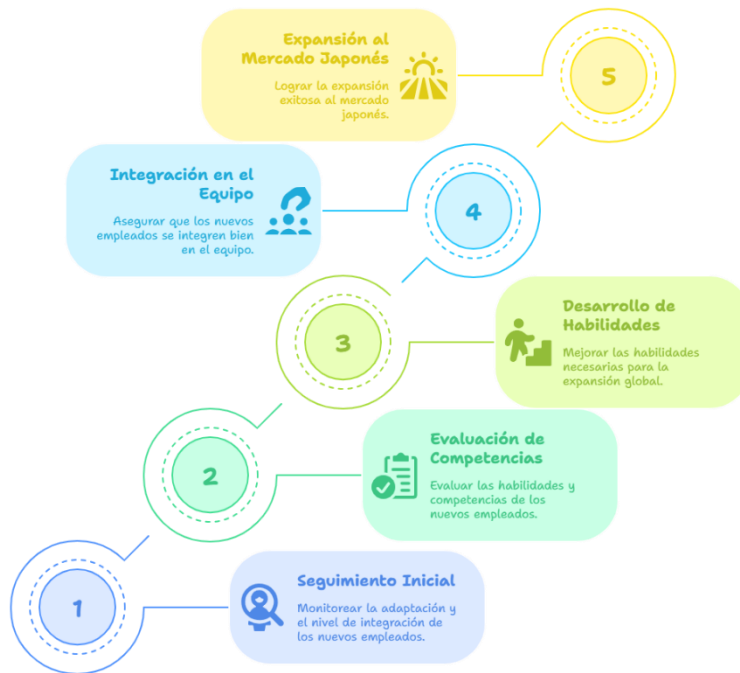 Expansión al
Mercado Japonés
Lograr la expansión
exitosa al mercado
japonés.
5
Integración en el
Equipo
Asegurar que los nuevos
empleados se integren bien
en el equipo.
4
3
Desarrollo de
Habilidades
Mejorar las habilidades
necesarias para la
expansión global.
2
Evaluación de
Competencias
Evaluar las habilidades y
competencias de los
nuevos empleados.
1
Seguimiento Inicial
Monitorear la adaptación y
el nivel de integración de
los nuevos empleados.